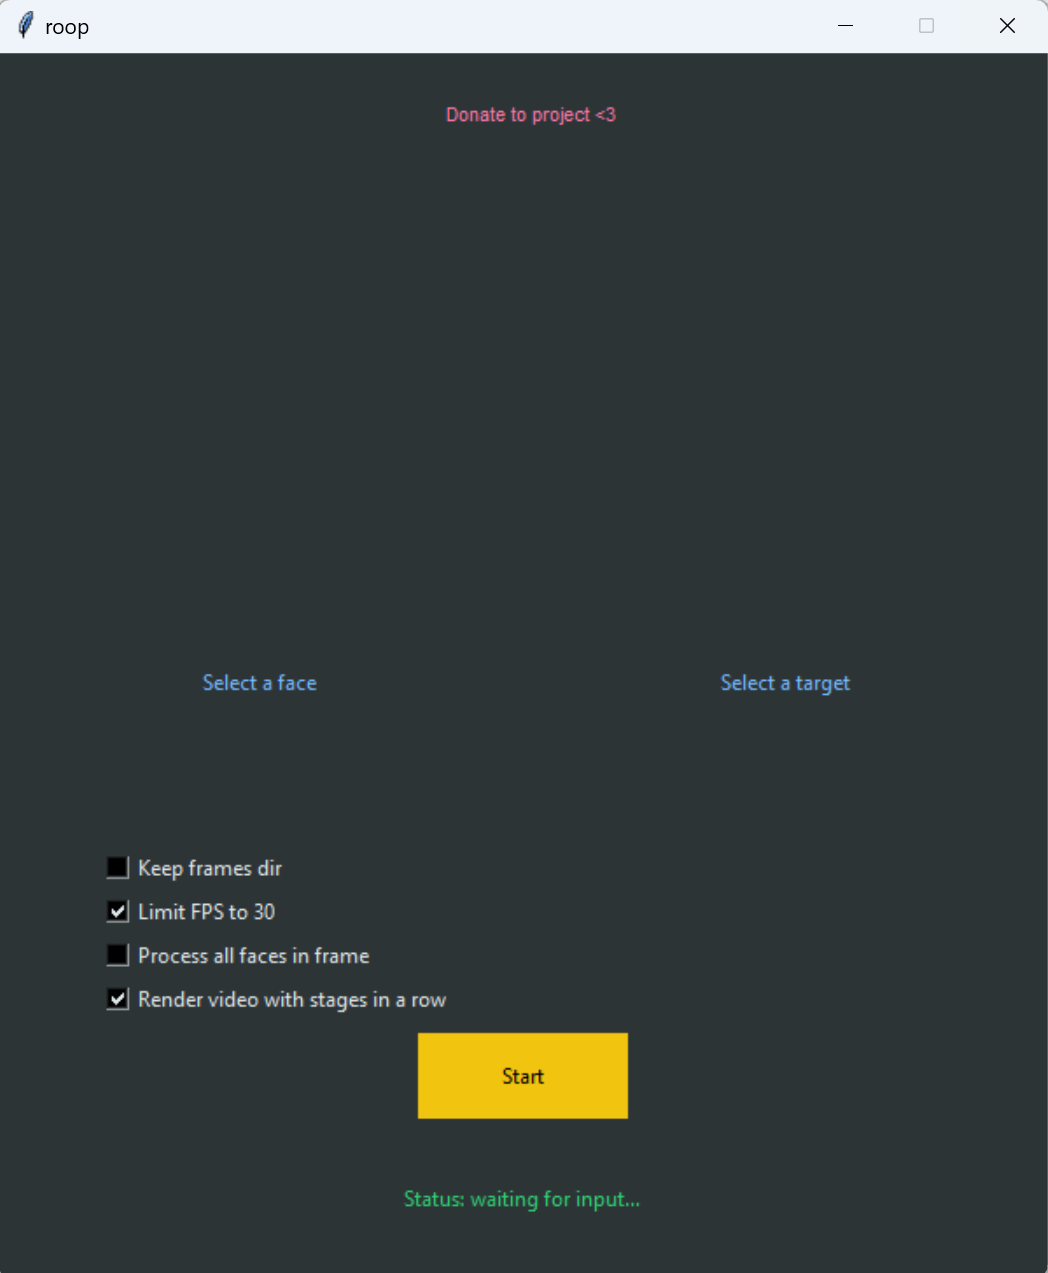 roop
Donate to project <3
Select a face
Select a target
Keep frames dir
Limit FPS to 30
Process all faces in frame
Render video with stages in a row
Start
Status: waiting for input...